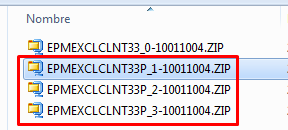 Nombre
EPMEXCLCLNT33_0-10011004.ZIP
EPMEXCLCLNT33P_1-10011004.ZIP
EPMEXCLCLNT33P_2-10011004.ZIP
EPMEXCLCLNT33P_3-10011004.ZIP